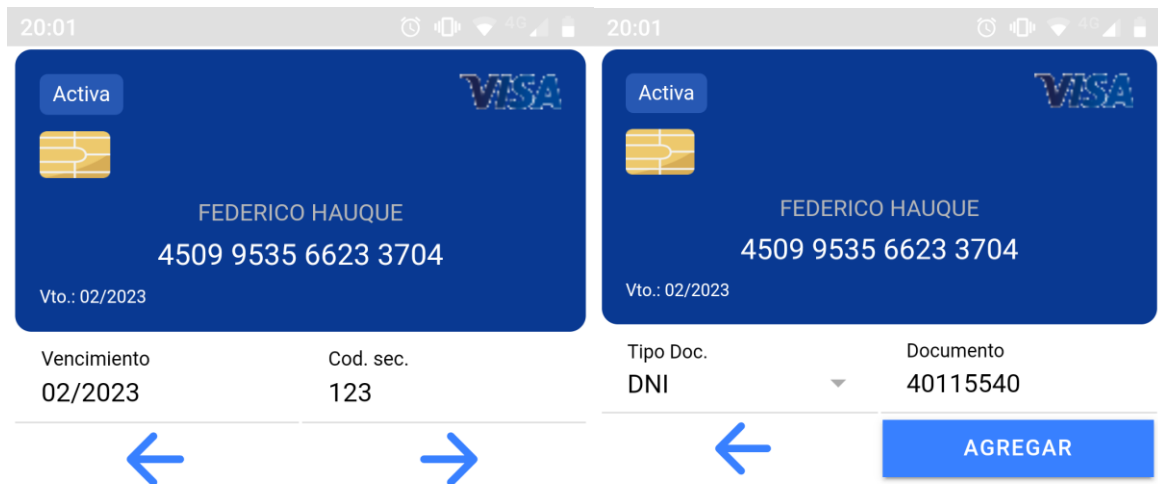 20:01
4G
Activa
VISA
FEDERICO HAUQUE
4509 9535 6623 3704
Vto.: 02/2023
Vencimiento Cod. sec.
02/2023 123
20:01
4G
Activa
VISA
FEDERICO HAUQUE
4509 9535 6623 3704
Vto.: 02/2023
Tipo Doc. Documento
DNI 40115540
AGREGAR